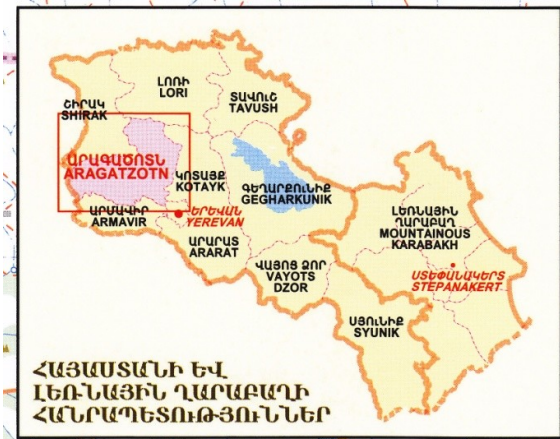 ԼՈՌԻ
LORI
ՏԱՎՈՒՇ
TAVUSH
ՇԻՐԱԿ
SHIRAK
ԱՐԱԳԱԾՈՏՆ
ARAGATZOTN
ԿՈՏԱՅՔ
KOTAYK
ԳԵՂԱՐՔՈՒՆԻՔ
GEGHARKUNIK
ԱՐՄԱՎԻՐ
ARMAVIR
ԵՐԵՎԱՆ
YEREVAN
ԱՐԱՐԱՏ
ARARAT
ԼԵՌՆԱՅԻՆ
ՂԱՐԱԲԱՂ
MOUNTAINOUS
KARABAKH
ՎԱՅՈՑ ՁՈՐ
VAYOTS
DZOR
ՍՏԵՓԱՆԱԿԵՐՏ
STEPANAKERT
ՍՅՈՒՆԻՔ
SYUNIK
ՀԱՅԱՍՏԱՆԻ ԵՎ
ԼԵՌՆԱՅԻՆ ՂԱՐԱԲԱՂԻ
ՀԱՆՐԱՊԵՏՈՒԹՅՈՒՆՆԵՐ